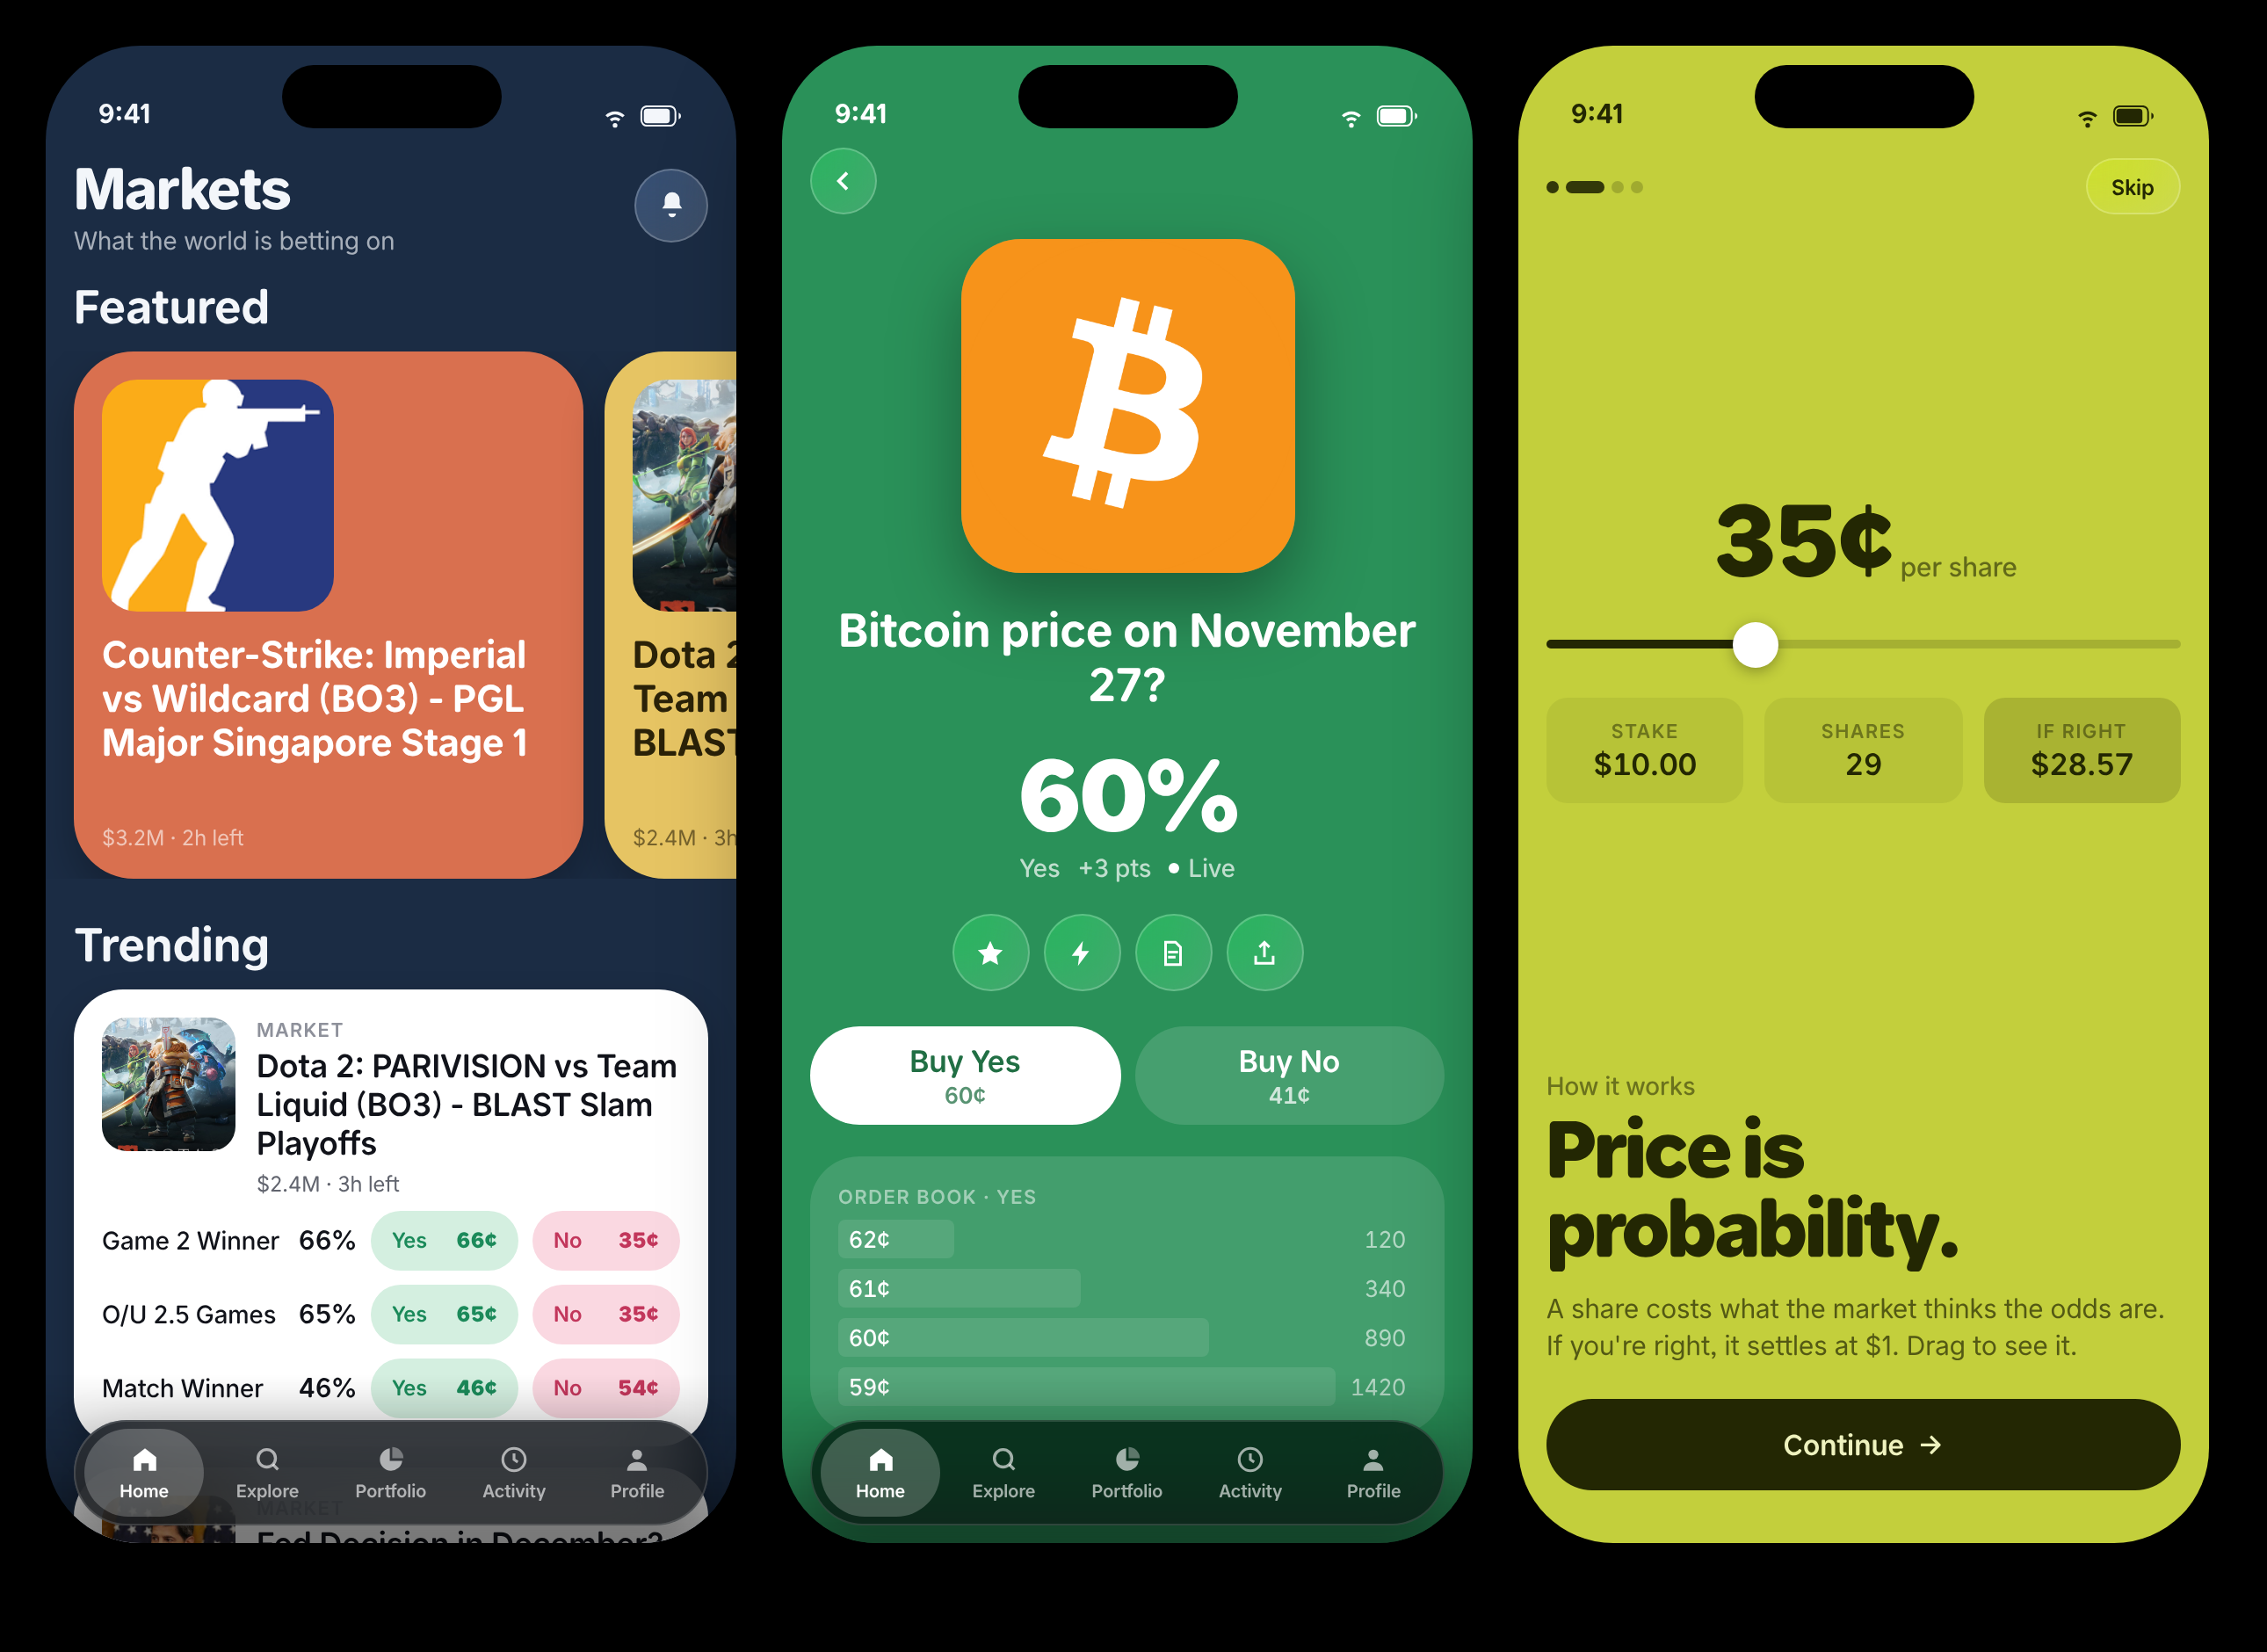 9:41
Markets
What the world is betting on
Featured
Counter-Strike: Imperial
vs Wildcard (BO3) - PGL
Major Singapore Stage 1
$3.2M · 2h left
Dota 2
Team
BLAST
$2.4M · 3h
Trending
MARKET
Dota 2: PARIVISION vs Team
Liquid (BO3) - BLAST Slam
Playoffs
$2.4M · 3h left
Game 2 Winner 66% Yes 66¢ No 35¢
O/U 2.5 Games 65% Yes 65¢ No 35¢
Match Winner 46% Yes 46¢ No 54¢
Home Explore Portfolio Activity Profile
MARKET
Fed Decision in December?
9:41
Bitcoin price on November
27?
60%
Yes +3 pts • Live
Buy Yes
60¢
Buy No
41¢
ORDER BOOK · YES
62¢ 120
61¢ 340
60¢ 890
59¢ 1420
Home Explore Portfolio Activity Profile
9:41
Skip
35¢ per share
STAKE
$10.00
SHARES
29
IF RIGHT
$28.57
How it works
Price is
probability.
A share costs what the market thinks the odds are.
If you're right, it settles at $1. Drag to see it.
Continue →